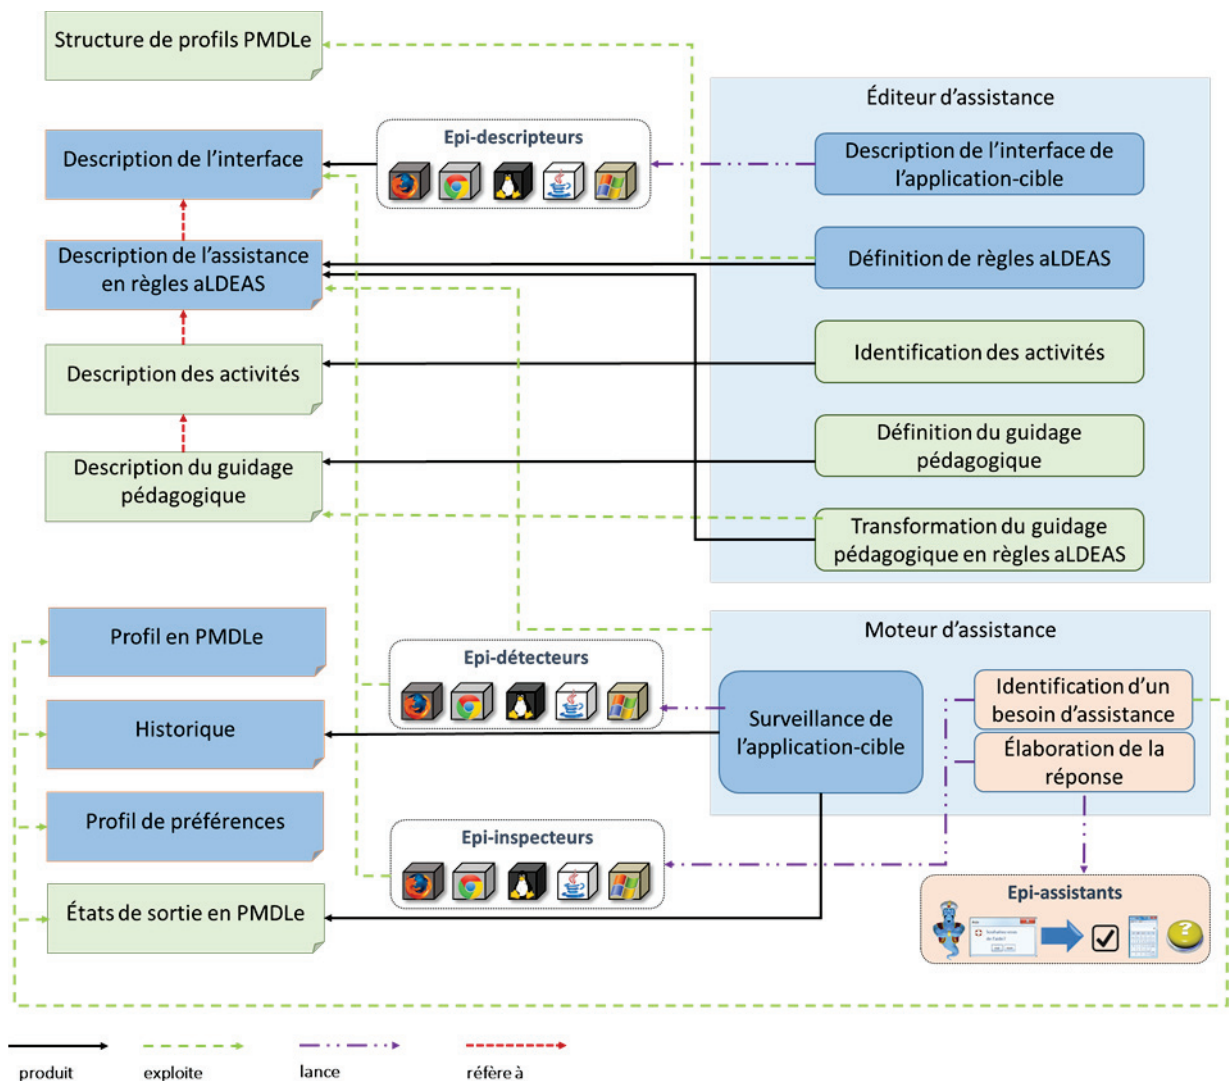 Structure de profils PMDLe
Éditeur d'assistance
Epi-descripteurs
Description de l'interface
Description de l'interface de
l'application-cible
Description de l'assistance
en règles aLDEAS
Définition de règles aLDEAS
Description des activités
Identification des activités
Description du guidage
pédagogique
Définition du guidage
pédagogique
Transformation du guidage
pédagogique en règles aLDEAS
Profil en PMDLe
Moteur d'assistance
Epi-détecteurs
Historique
Surveillance de
l'application-cible
Identification d'un
besoin d'assistance
Élaboration de la
réponse
Profil de préférences
Epi-inspecteurs
États de sortie en PMDLe
Epi-assistants
?
produit
exploite
lance
réfère à